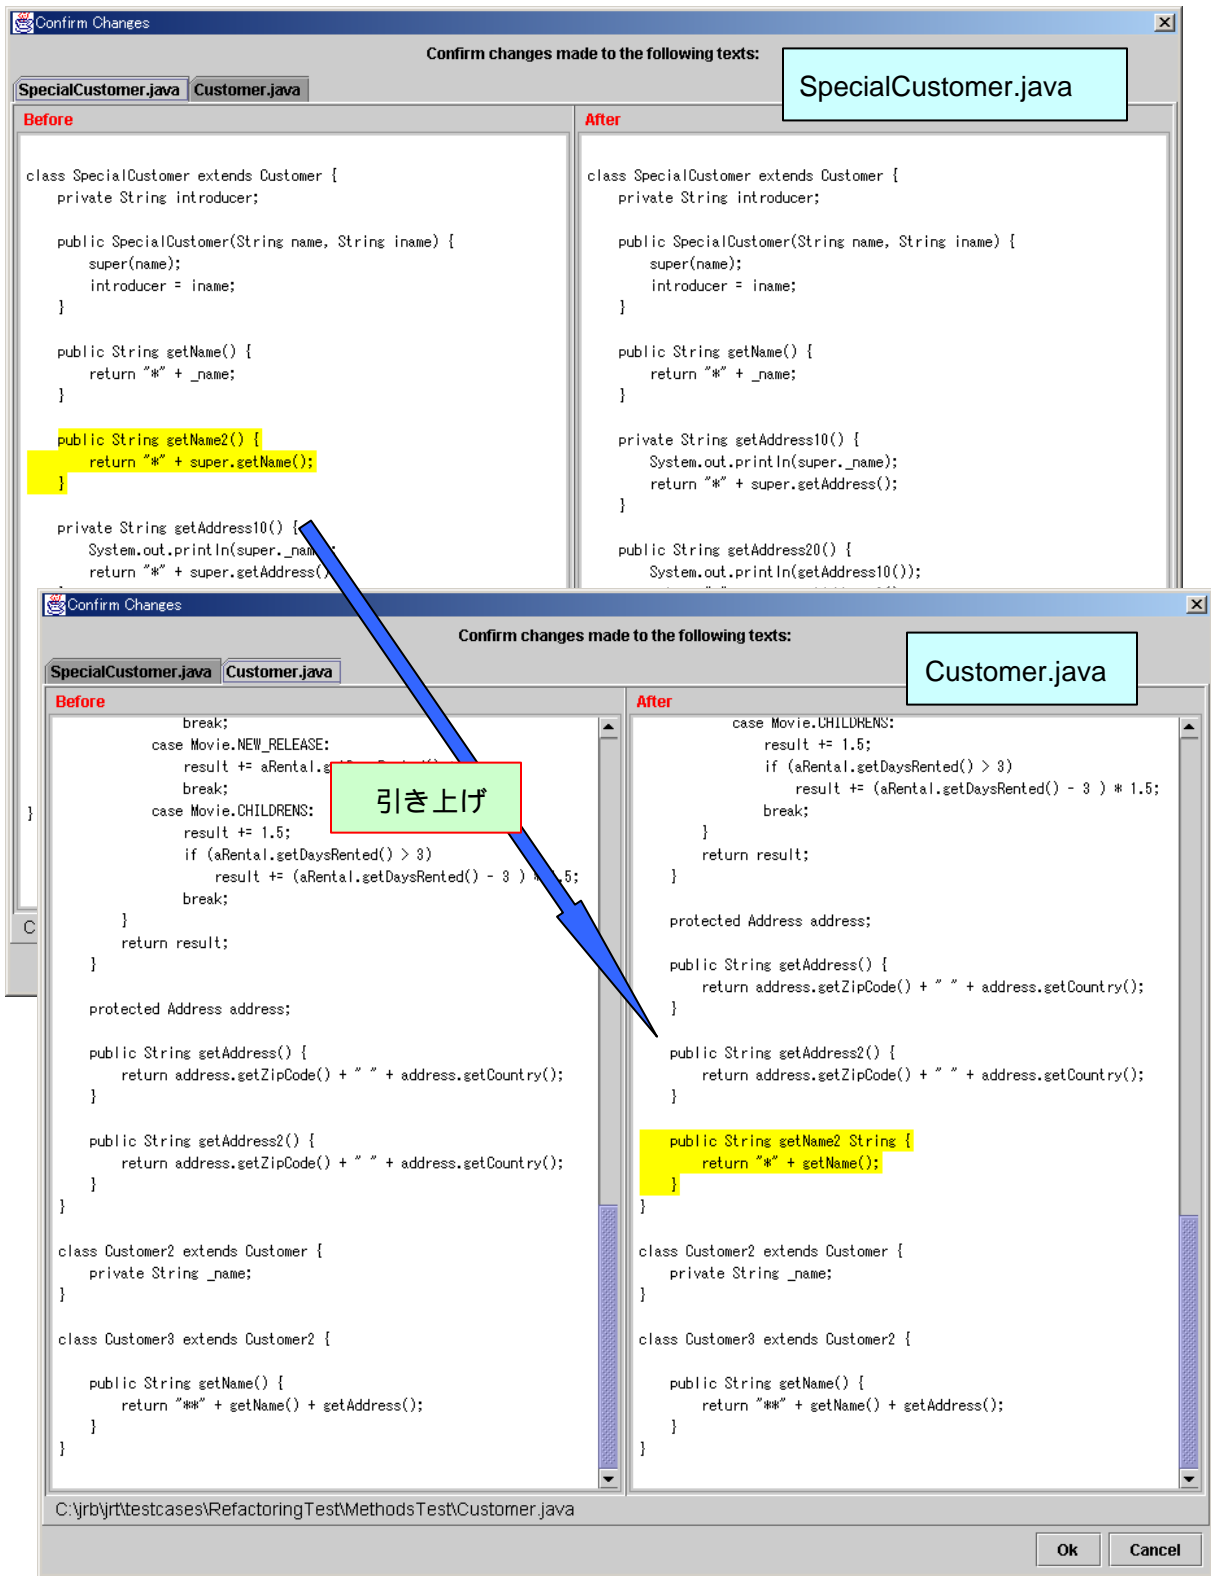 Confirm Changes
Confirm changes made to the following texts:
SpecialCustomer.java
SpecialCustomer.java Customer.java
Before
class SpecialCustomer extends Customer {
private String introducer;
public SpecialCustomer(String name, String iname) {
super(name);
introducer = iname;
}
public String getName() {
return "*" + _name;
}
public String getName2() {
return "*" + super.getName();
}
private String getAddress10() {
System.out.println(super._nam
return "*" + super.getAddress()
}
After
class SpecialCustomer extends Customer {
private String introducer;
public SpecialCustomer(String name, String iname) {
super(name);
introducer = iname;
}
public String getName() {
return "*" + _name;
}
private String getAddress10() {
System.out.println(super._name);
return "*" + super.getAddress();
}
public String getAddress20() {
System.out.println(getAddress10());
C
Confirm Changes
Confirm changes made to the following texts:
Customer.java
SpecialCustomer.java Customer.java
Before
break;
case Movie.NEW_RELEASE:
result += aRental.g
break;
case Movie.CHILDRENS:
result += 1.5;
if (aRental.getDaysRented() > 3)
result += (aRental.getDaysRented() - 3 ) * .5;
break;
}
return result;
}
protected Address address;
public String getAddress() {
return address.getZipCode() + " " + address.getCountry();
}
public String getAddress2() {
return address.getZipCode() + " " + address.getCountry();
}
}
class Customer2 extends Customer {
private String _name;
}
class Customer3 extends Customer2 {
public String getName() {
return "**" + getName() + getAddress();
}
}
引き上げ
After
case Movie.CHILDRENS:
result += 1.5;
if (aRental.getDaysRented() > 3)
result += (aRental.getDaysRented() - 3 ) * 1.5;
break;
}
return result;
}
protected Address address;
public String getAddress() {
return address.getZipCode() + " " + address.getCountry();
}
public String getAddress2() {
return address.getZipCode() + " " + address.getCountry();
}
public String getName2 String {
return "*" + getName();
}
}
class Customer2 extends Customer {
private String _name;
}
class Customer3 extends Customer2 {
public String getName() {
return "**" + getName() + getAddress();
}
}
C:\jrb\jrt\testcases\RefactoringTest\MethodsTest\Customer.java
Ok Cancel